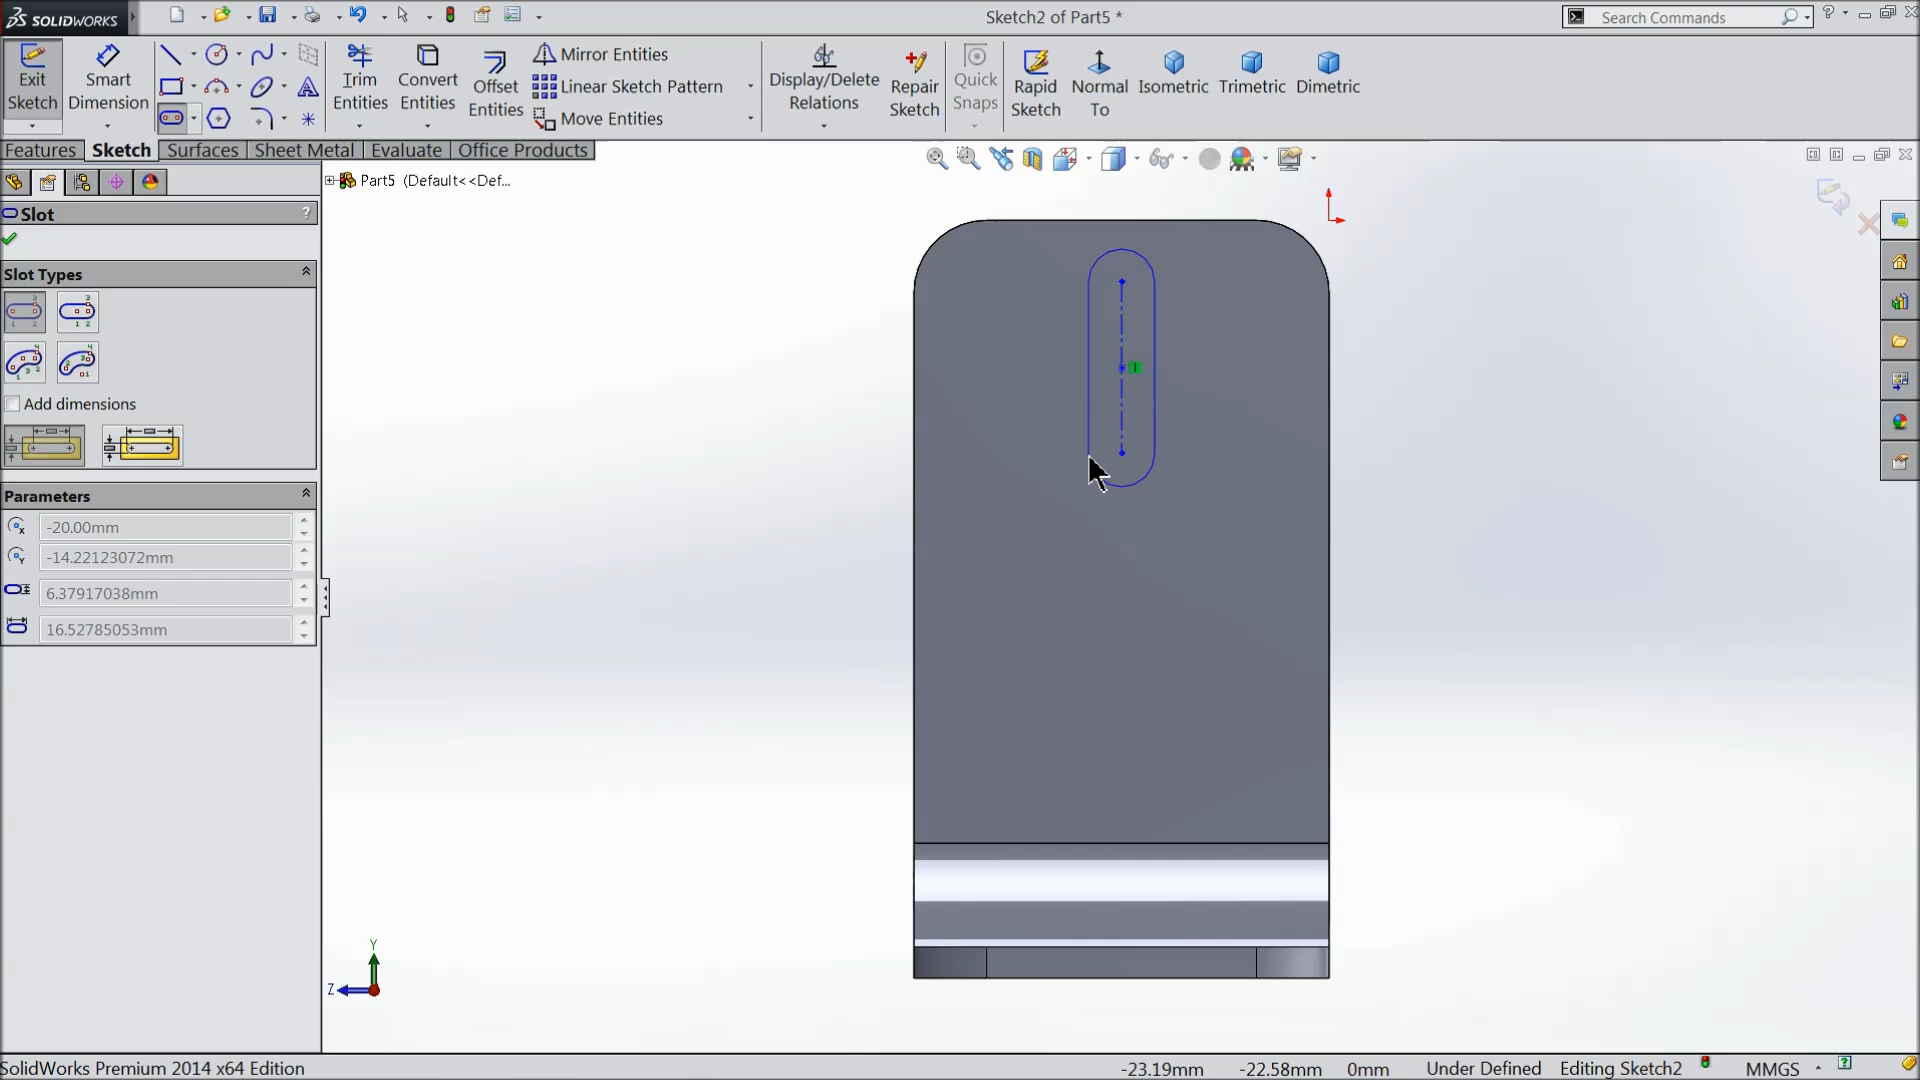 SOLIDWORKS
Sketch2 of Part5 *
Search Commands
Exit Sketch
Smart Dimension
Trim Entities
Convert Entities
Offset Entities
Mirror Entities
Linear Sketch Pattern
Move Entities
Display/Delete Relations
Repair Sketch
Quick Snaps
Rapid Sketch
Normal To
Isometric
Trimetric
Dimetric
Features
Sketch
Surfaces
Sheet Metal
Evaluate
Office Products
Part5 (Default<<Def...
Slot
?
Slot Types
Add dimensions
Parameters
-20.00mm
-14.22123072mm
6.37917038mm
16.52785053mm
Y
Z
SolidWorks Premium 2014 x64 Edition
-23.19mm
-22.58mm
0mm
Under Defined
Editing Sketch2
MMGS